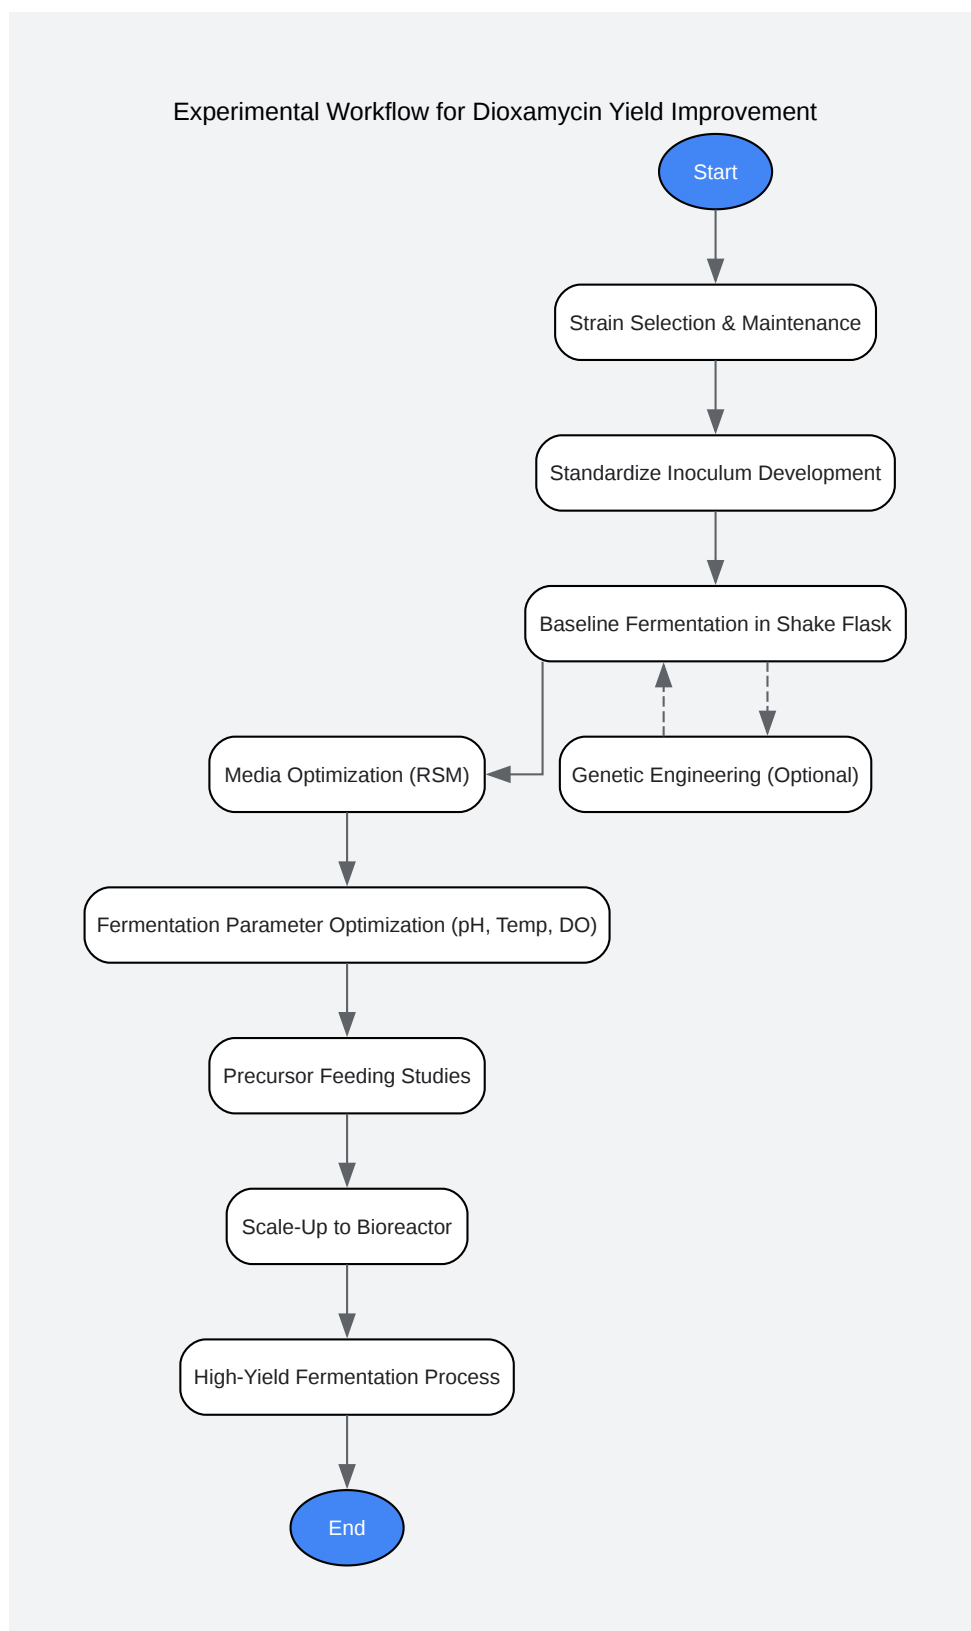 Experimental Workflow for Dioxamycin Yield Improvement
Start
Strain Selection & Maintenance
Standardize Inoculum Development
Baseline Fermentation in Shake Flask
Media Optimization (RSM)
Genetic Engineering (Optional)
Fermentation Parameter Optimization (pH, Temp, DO)
Precursor Feeding Studies
Scale-Up to Bioreactor
High-Yield Fermentation Process
End